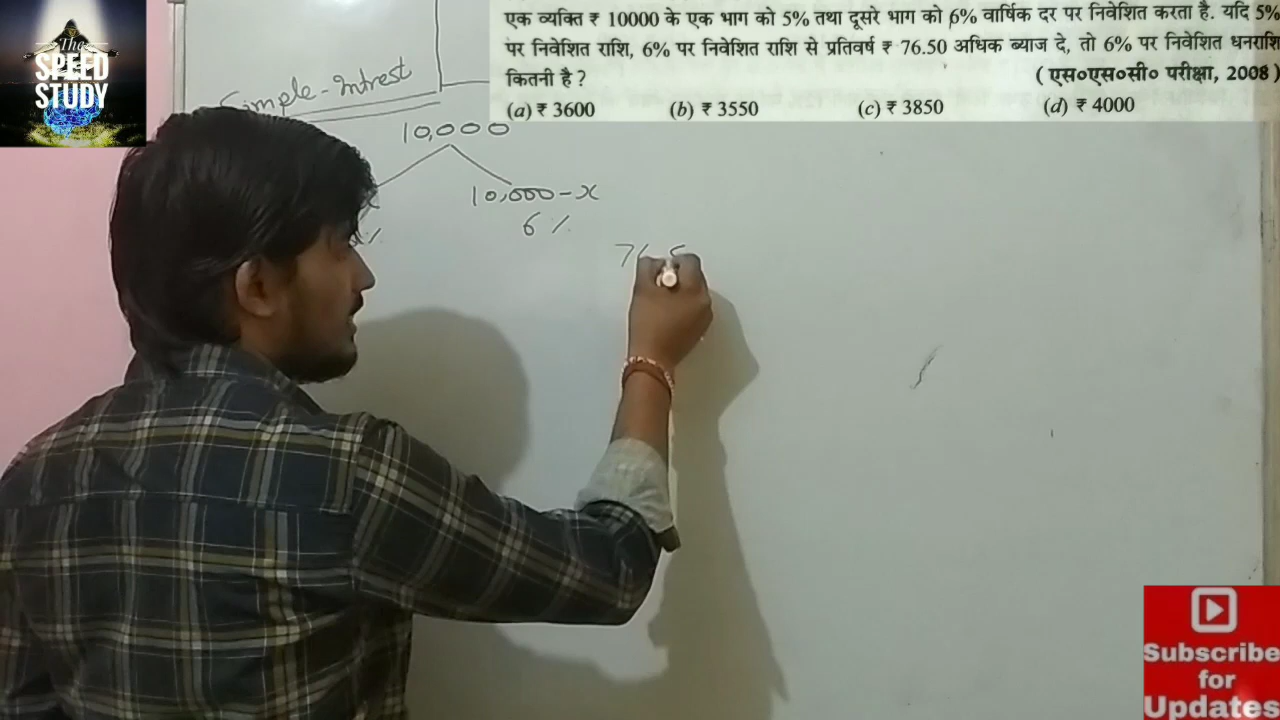 The
SPEED
STUDY
एक व्यक्ति ₹ 10000 के एक भाग को 5% तथा दूसरे भाग को 6% वार्षिक दर पर निवेशित करता है. यदि 5%
पर निवेशित राशि, 6% पर निवेशित राशि से प्रतिवर्ष ₹ 76.50 अधिक ब्याज दे, तो 6% पर निवेशित धनराशि
कितनी है ?
( एस०एस०सी० परीक्षा, 2008 )
(a) ₹ 3600 (b) ₹ 3550 (c) ₹ 3850 (d) ₹ 4000
Simple-Intrest
10,000
10,000-x
%
6%
Subscribe
for
Updates